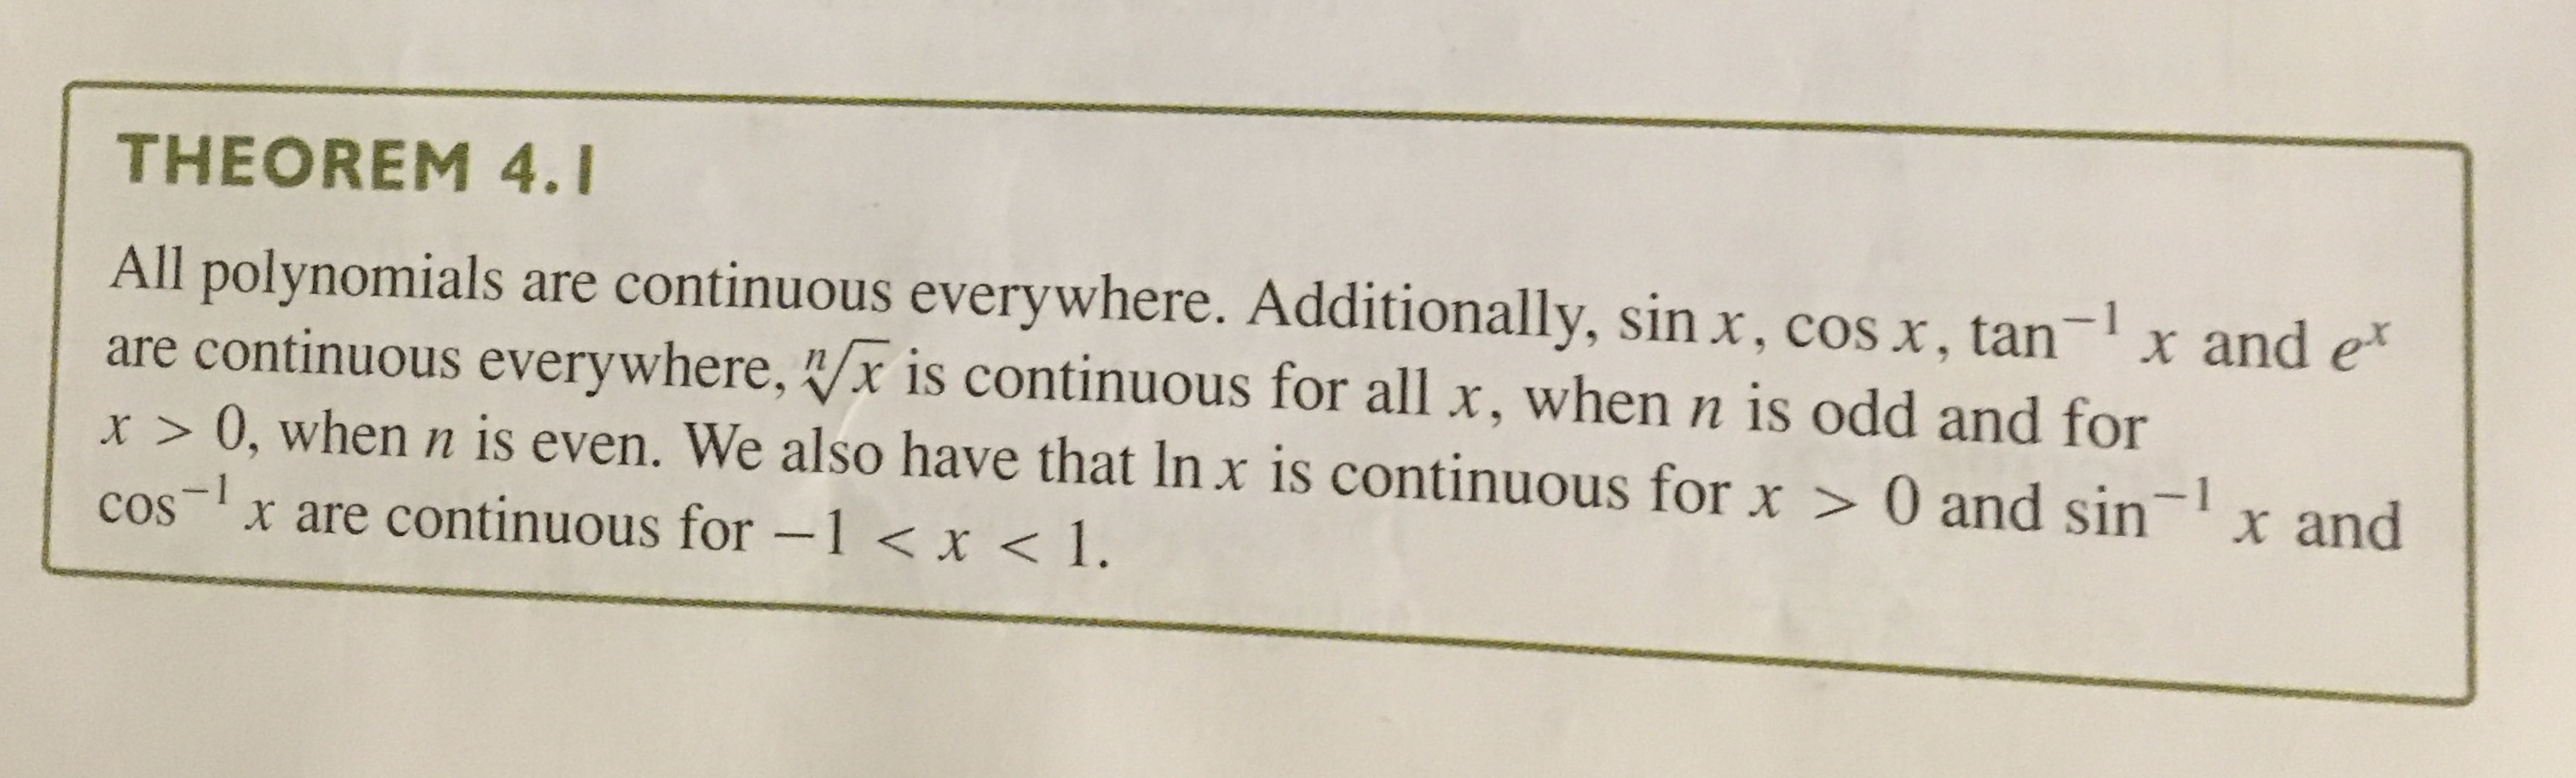 THEOREM 4.1
All polynomials are continuous everywhere. Additionally, sin x, cos x, tan⁻¹ x and eˣ
are continuous everywhere, ⁿ√x is continuous for all x, when n is odd and for
x > 0, when n is even. We also have that ln x is continuous for x > 0 and sin⁻¹ x and
cos⁻¹ x are continuous for −1 < x < 1.